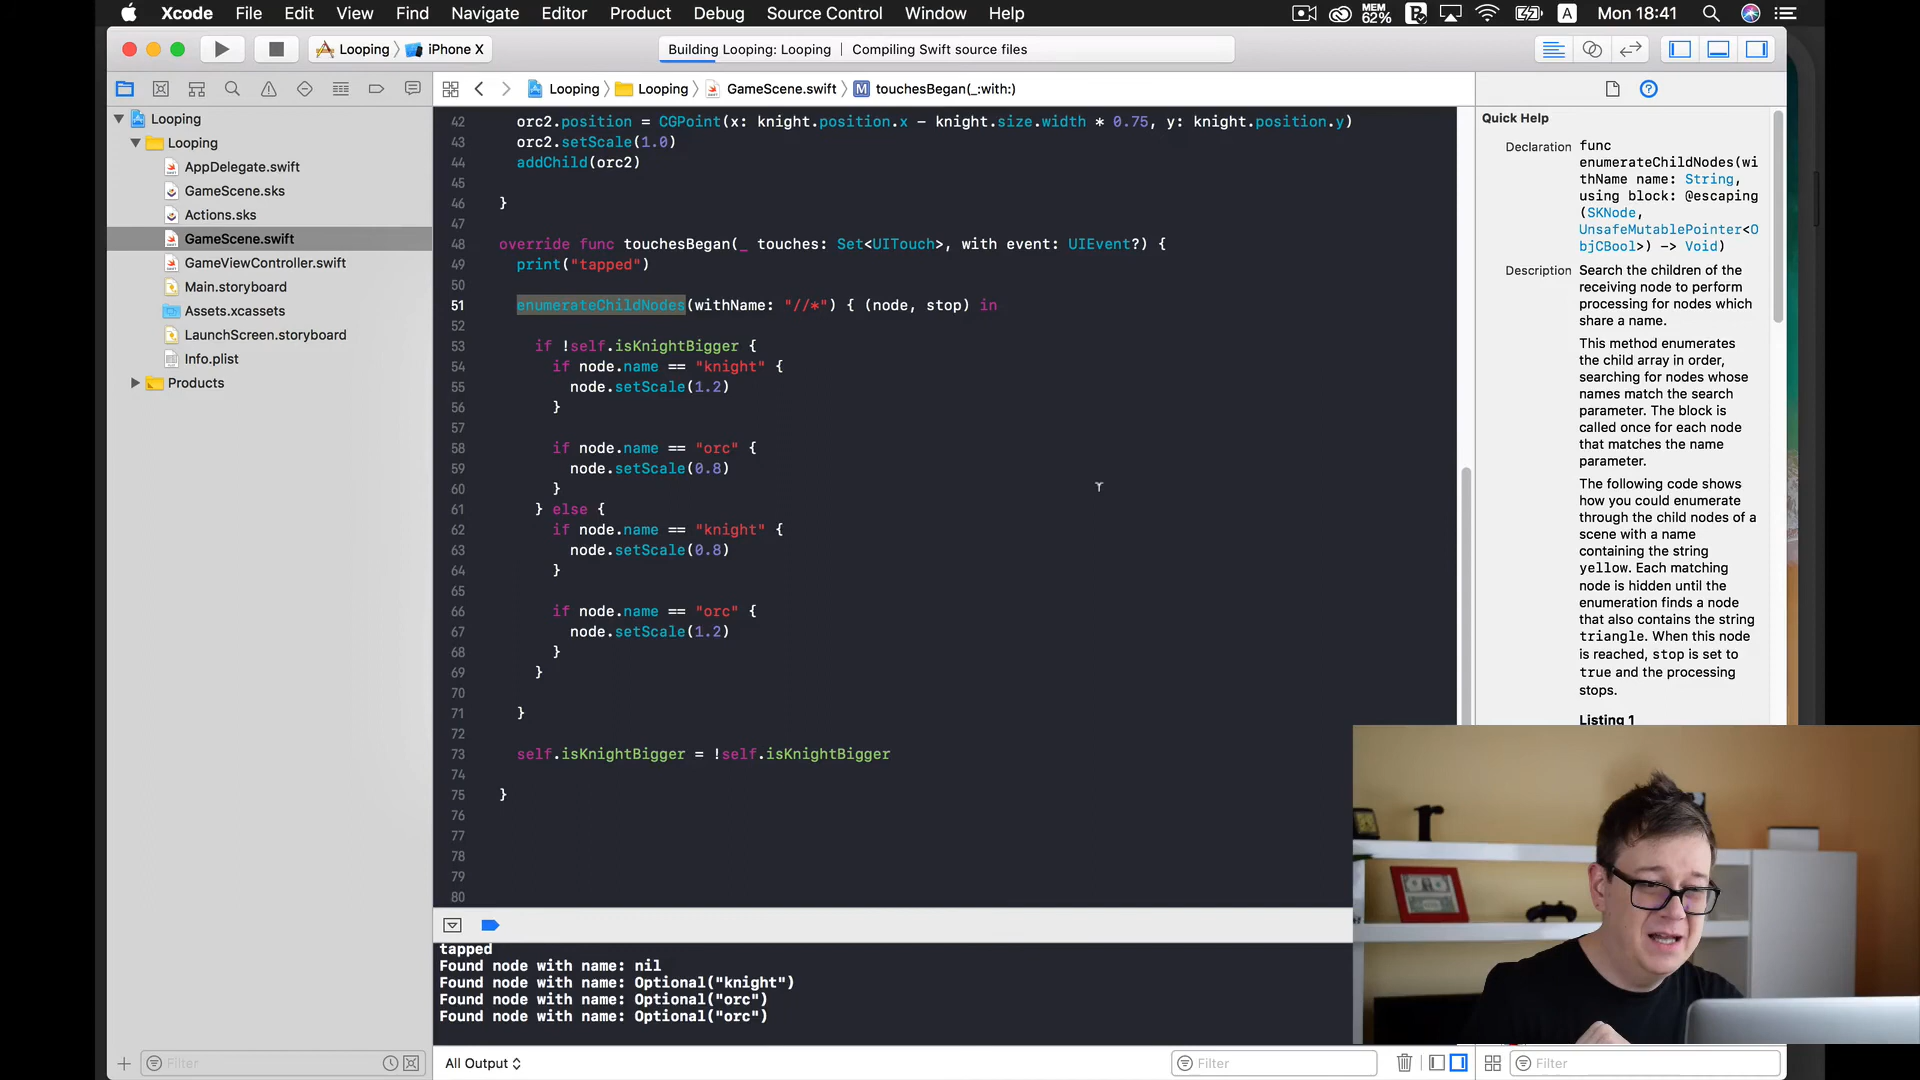 Xcode File Edit View Find Navigate Editor Product Debug Source Control Window Help MEM 62% A Mon 18:41
Looping iPhone X Building Looping: Looping | Compiling Swift source files
Looping Looping GameScene.swift M touchesBegan(_:with:)
Looping
Looping
AppDelegate.swift
GameScene.sks
Actions.sks
GameScene.swift
GameViewController.swift
Main.storyboard
Assets.xcassets
LaunchScreen.storyboard
Info.plist
Products
Filter
42 orc2.position = CGPoint(x: knight.position.x - knight.size.width * 0.75, y: knight.position.y)
43 orc2.setScale(1.0)
44 addChild(orc2)
45
46 }
47
48 override func touchesBegan(_ touches: Set<UITouch>, with event: UIEvent?) {
49 print("tapped")
50
51 enumerateChildNodes(withName: "//*") { (node, stop) in
52
53 if !self.isKnightBigger {
54 if node.name == "knight" {
55 node.setScale(1.2)
56 }
57
58 if node.name == "orc" {
59 node.setScale(0.8)
60 }
61 } else {
62 if node.name == "knight" {
63 node.setScale(0.8)
64 }
65
66 if node.name == "orc" {
67 node.setScale(1.2)
68 }
69 }
70
71 }
72
73 self.isKnightBigger = !self.isKnightBigger
74
75 }
76
77
78
79
80
tapped
Found node with name: nil
Found node with name: Optional("knight")
Found node with name: Optional("orc")
Found node with name: Optional("orc")
All Output
Filter
Quick Help
Declaration func
enumerateChildNodes(wi
thName name: String,
using block: @escaping
(SKNode,
UnsafeMutablePointer<O
bjCBool>) -> Void)
Description Search the children of the
receiving node to perform
processing for nodes which
share a name.
This method enumerates
the child array in order,
searching for nodes whose
names match the search
parameter. The block is
called once for each node
that matches the name
parameter.
The following code shows
how you could enumerate
through the child nodes of a
scene with a name
containing the string
yellow. Each matching
node is hidden until the
enumeration finds a node
that also contains the string
triangle. When this node
is reached, stop is set to
true and the processing
stops.
Listing 1
Filter